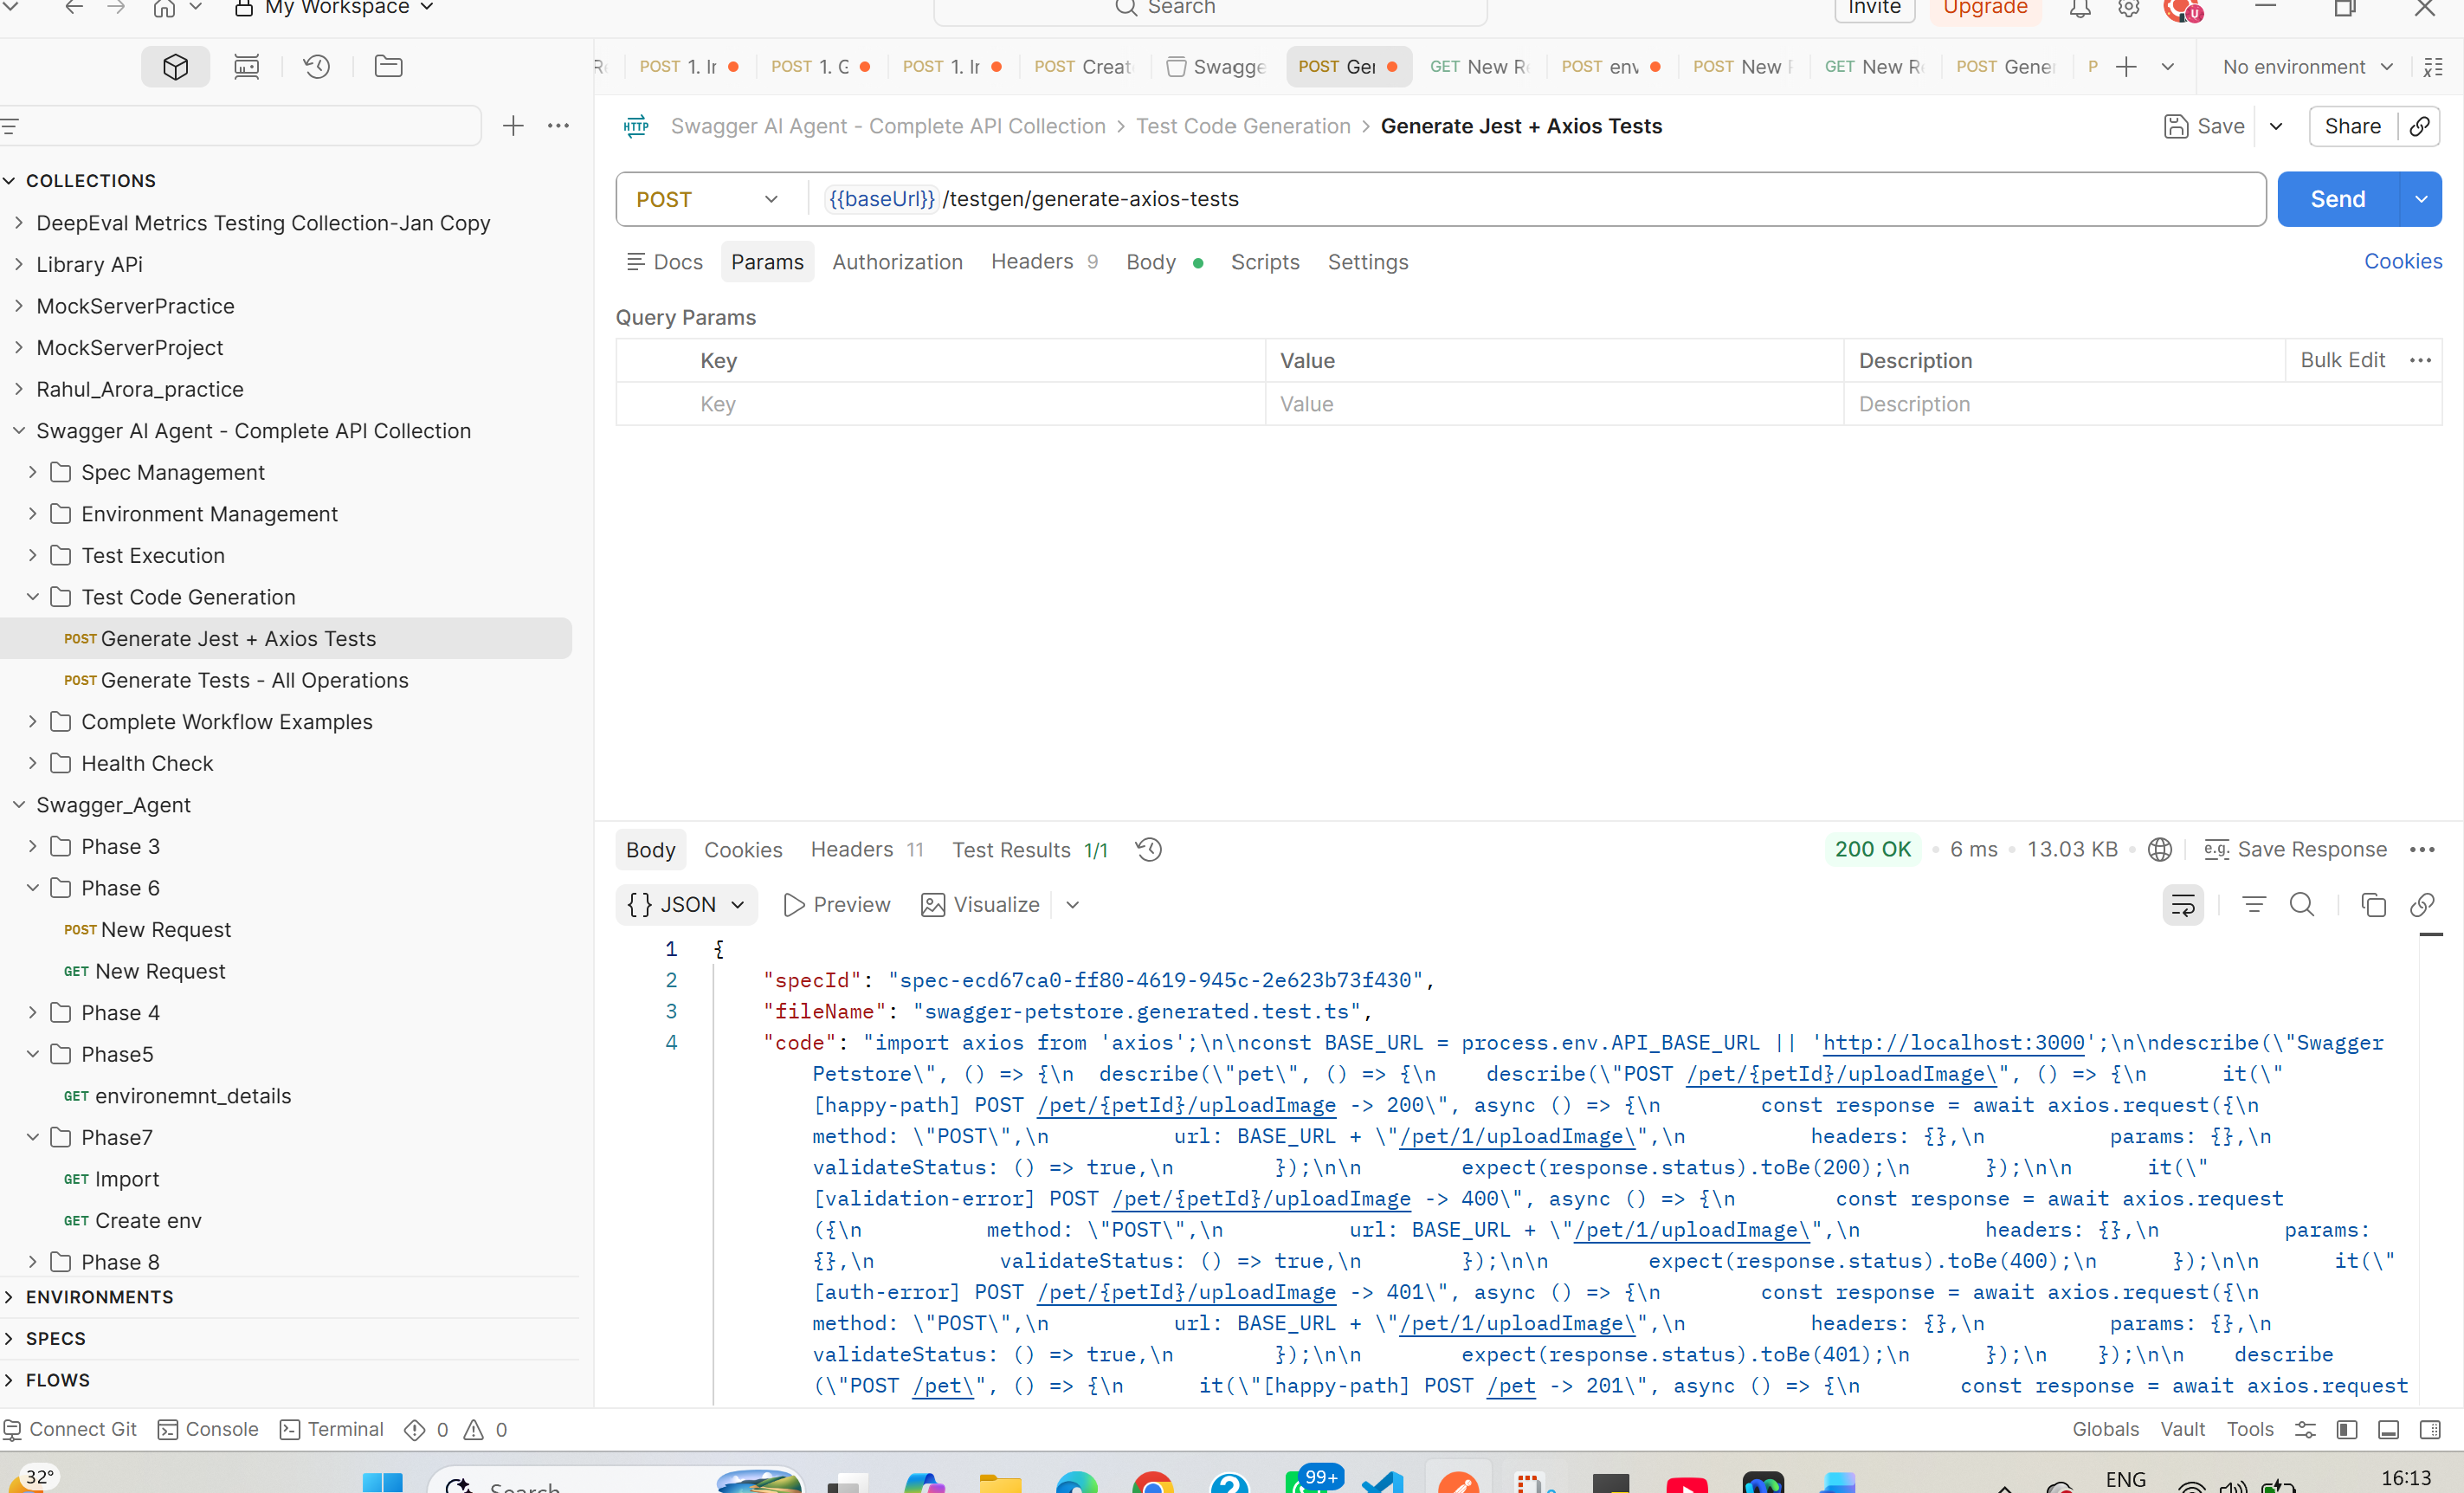 My Workspace
Search
Invite
Upgrade
POST 1. Ir
POST 1. G
POST 1. Ir
POST Creat
Swagge
POST Ger
GET New Re
POST env
POST New
GET New Re
POST Gene
P
No environment
HTTP
Swagger AI Agent - Complete API Collection > Test Code Generation > Generate Jest + Axios Tests
Save
Share
COLLECTIONS
DeepEval Metrics Testing Collection-Jan Copy
Library APi
MockServerPractice
MockServerProject
Rahul_Arora_practice
Swagger AI Agent - Complete API Collection
Spec Management
Environment Management
Test Execution
Test Code Generation
POST Generate Jest + Axios Tests
POST Generate Tests - All Operations
Complete Workflow Examples
Health Check
Swagger_Agent
Phase 3
Phase 6
POST New Request
GET New Request
Phase 4
Phase5
GET environemnt_details
Phase7
GET Import
GET Create env
Phase 8
ENVIRONMENTS
SPECS
FLOWS
POST
{{baseUrl}} /testgen/generate-axios-tests
Send
Docs
Params
Authorization
Headers 9
Body
Scripts
Settings
Cookies
Query Params
Key Value Description Bulk Edit
Key Value Description
Body
Cookies
Headers 11
Test Results 1/1
200 OK
6 ms
13.03 KB
e.g.
Save Response
{} JSON
Preview
Visualize
1 {
2 "specId": "spec-ecd67ca0-ff80-4619-945c-2e623b73f430",
3 "fileName": "swagger-petstore.generated.test.ts",
4 "code": "import axios from 'axios';\n\nconst BASE_URL = process.env.API_BASE_URL || 'http://localhost:3000';\n\ndescribe(\"Swagger
Petstore\", () => {\n  describe(\"pet\", () => {\n    describe(\"POST /pet/{petId}/uploadImage\", () => {\n      it(\"
[happy-path] POST /pet/{petId}/uploadImage -> 200\", async () => {\n        const response = await axios.request({\n
method: \"POST\",\n          url: BASE_URL + \"/pet/1/uploadImage\",\n          headers: {},\n          params: {},\n
validateStatus: () => true,\n        });\n\n        expect(response.status).toBe(200);\n      });\n\n      it(\"
[validation-error] POST /pet/{petId}/uploadImage -> 400\", async () => {\n        const response = await axios.request
({\n          method: \"POST\",\n          url: BASE_URL + \"/pet/1/uploadImage\",\n          headers: {},\n          params:
{},\n          validateStatus: () => true,\n        });\n\n        expect(response.status).toBe(400);\n      });\n\n      it(\"
[auth-error] POST /pet/{petId}/uploadImage -> 401\", async () => {\n        const response = await axios.request({\n
method: \"POST\",\n          url: BASE_URL + \"/pet/1/uploadImage\",\n          headers: {},\n          params: {},\n
validateStatus: () => true,\n        });\n\n        expect(response.status).toBe(401);\n      });\n    });\n\n    describe
(\"POST /pet\", () => {\n      it(\"[happy-path] POST /pet -> 201\", async () => {\n        const response = await axios.request
Connect Git
Console
Terminal
0
0
Globals
Vault
Tools
32°
Search
99+
ENG
16:13